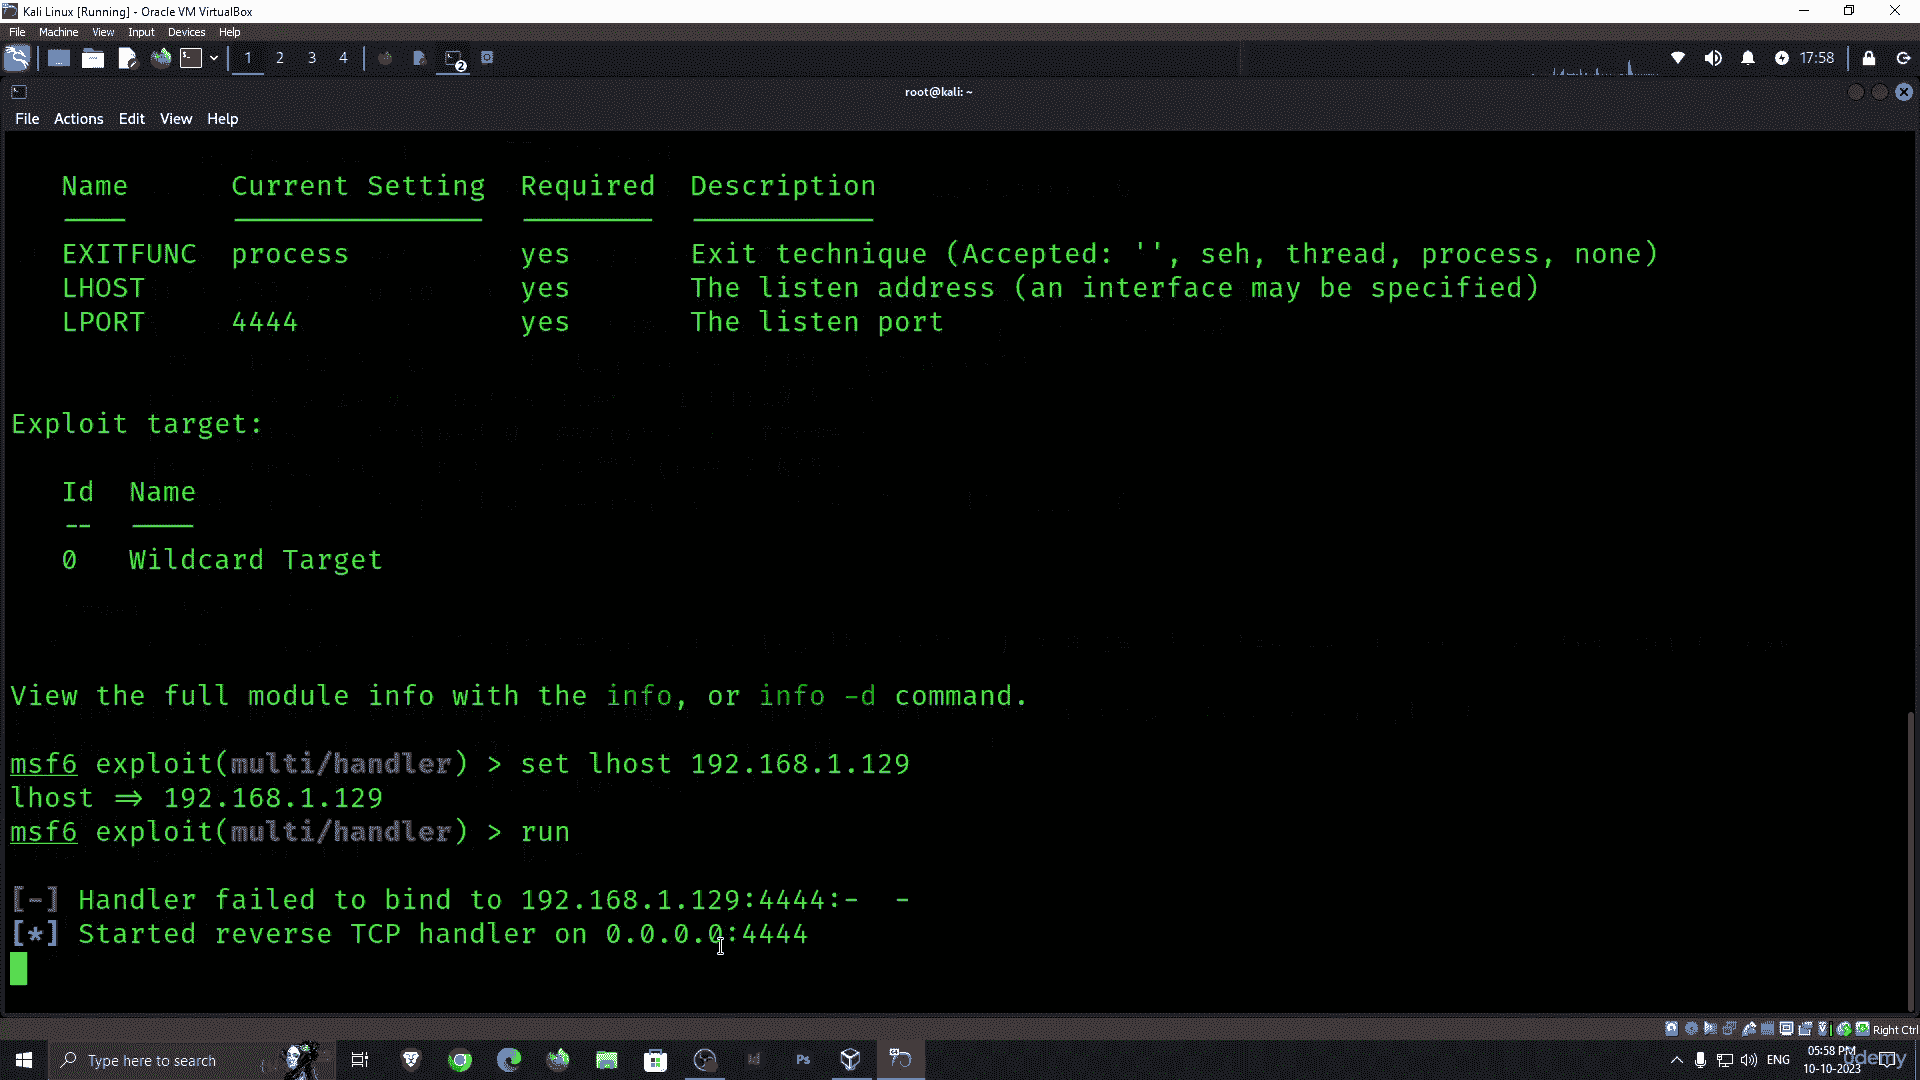 Kali Linux [Running] - Oracle VM VirtualBox
File Machine View Input Devices Help
1 2 3 4 2 17:58
root@kali: ~
File Actions Edit View Help
Name Current Setting Required Description
EXITFUNC process yes Exit technique (Accepted: '', seh, thread, process, none)
LHOST yes The listen address (an interface may be specified)
LPORT 4444 yes The listen port
Exploit target:
Id Name
-- ----
0 Wildcard Target
View the full module info with the info, or info -d command.
msf6 exploit(multi/handler) > set lhost 192.168.1.129
lhost => 192.168.1.129
msf6 exploit(multi/handler) > run
[-] Handler failed to bind to 192.168.1.129:4444:- -
[*] Started reverse TCP handler on 0.0.0.0:4444
Right Ctrl
Type here to search
Id Ps
ENG
05:58 PM
10-10-2023
udemy